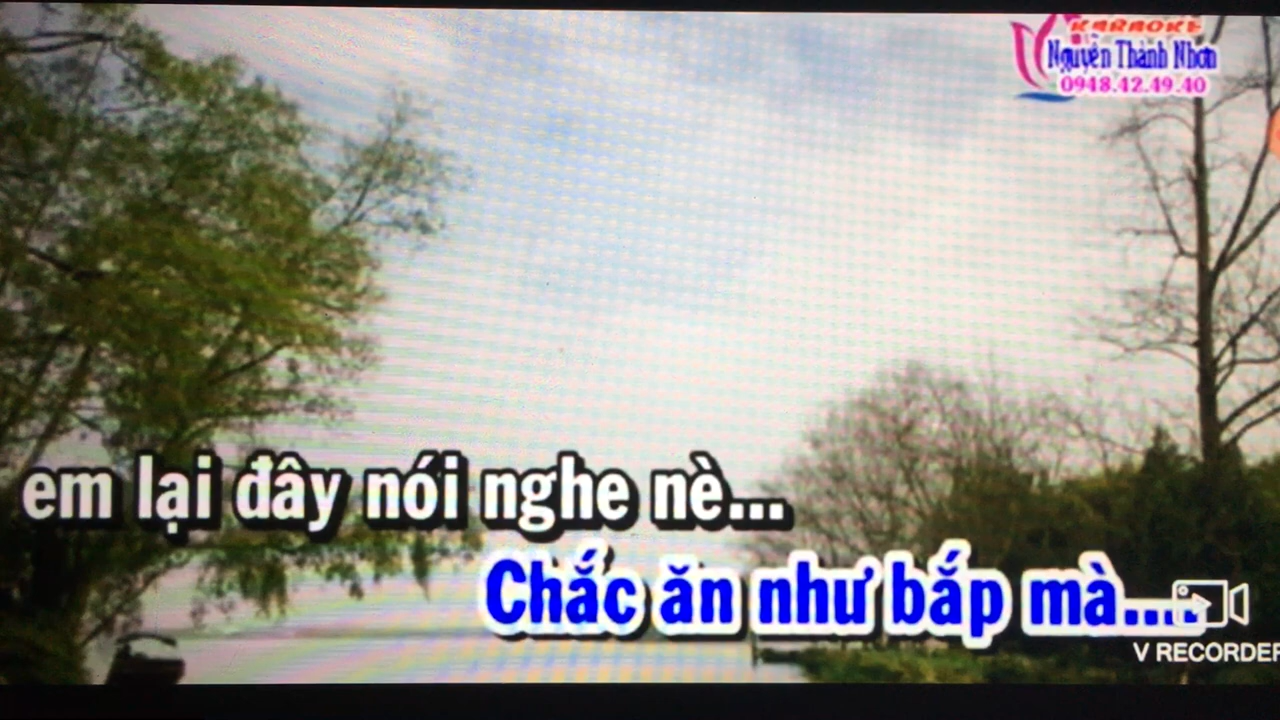 KARAOKE
Nguyễn Thành Nhơn
0948.42.49.40
em lại đây nói nghe nè...
Chắc ăn như bắp mà....
V RECORDER